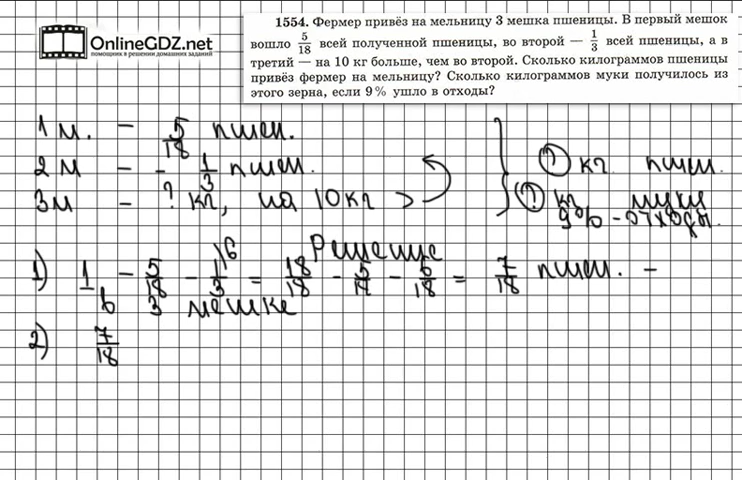 OnlineGDZ.net
помощник в решении домашних заданий
1554. Фермер привёз на мельницу 3 мешка пшеницы. В первый мешок
вошло 5/18 всей полученной пшеницы, во второй — 1/3 всей пшеницы, а в
третий — на 10 кг больше, чем во второй. Сколько килограммов пшеницы
привёз фермер на мельницу? Сколько килограммов муки получилось из
этого зерна, если 9% ушло в отходы?
1 м. – 5/18 пшен.
2 м – - 1/3 пшен.
3 м – ? кг, на 10 кг >
? кг пшен.
? кг муки
9% - отходы.
Решение
1) 1 – 5/18 – 1/3 \6 = 18/18 – 5/18 – 6/18 = 7/18 пшен. –
в 3 мешке
2) 7/18